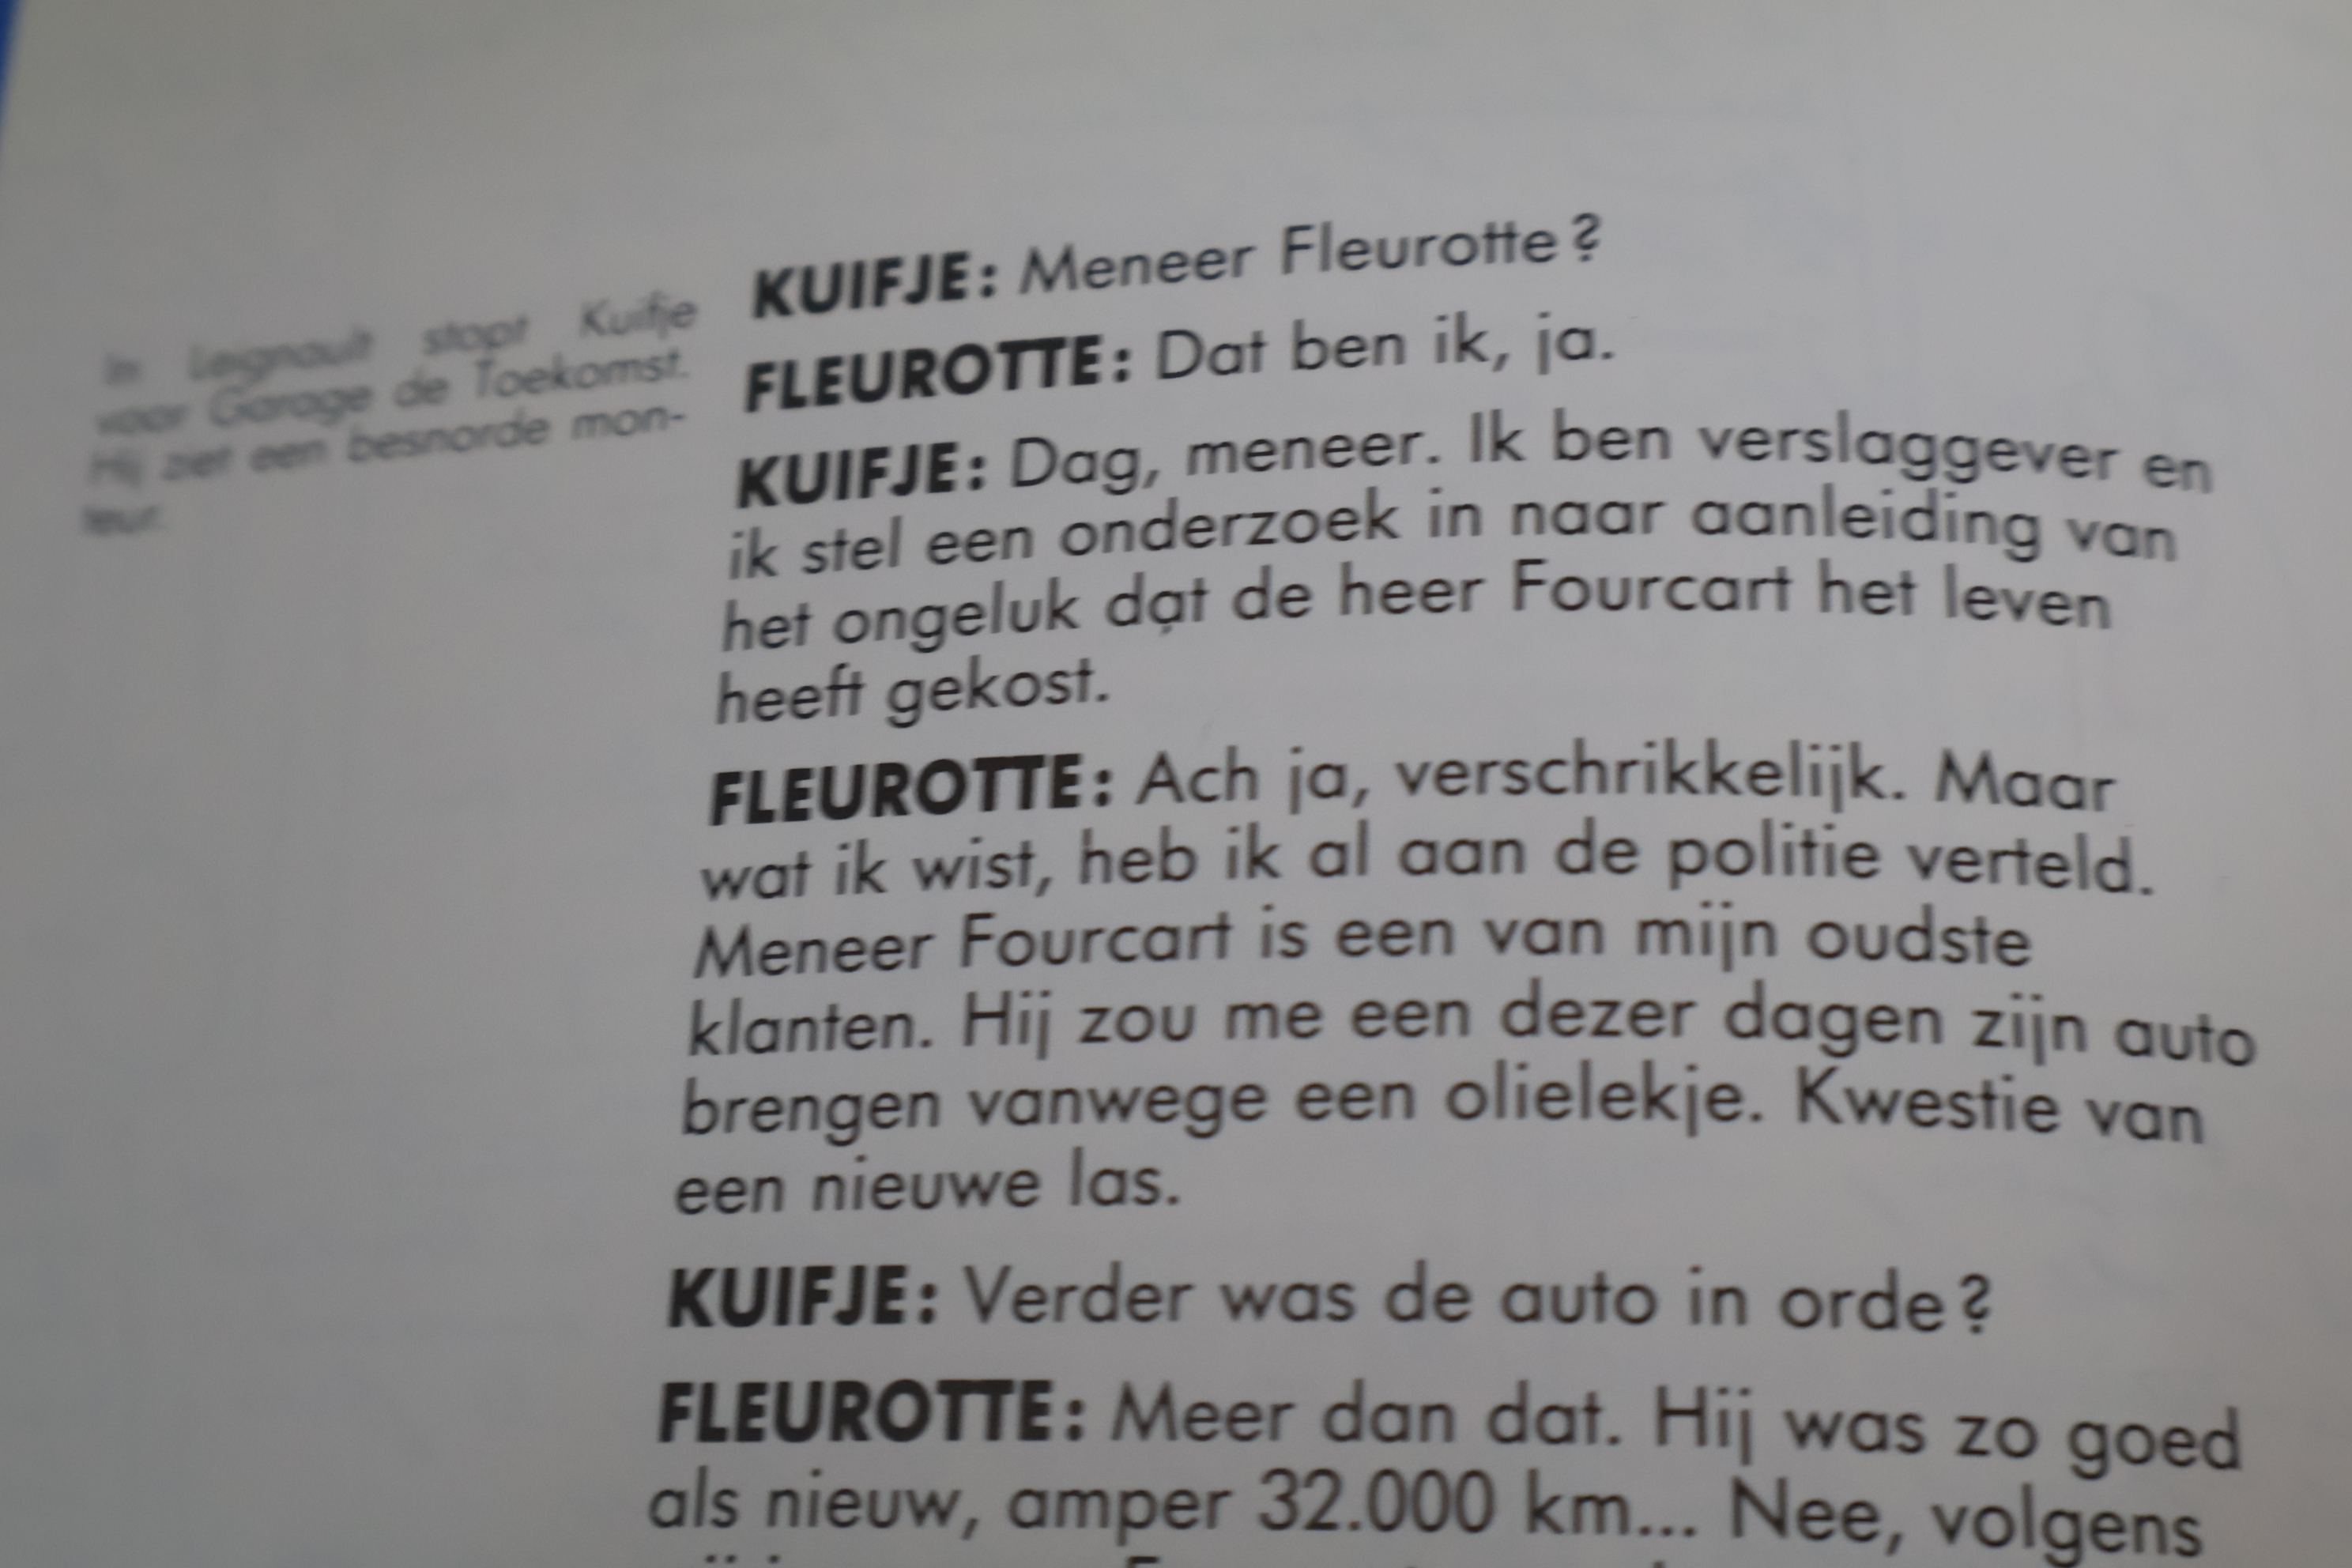 In Leignault stopt Kuifje
voor Garage de Toekomst.
Hij ziet een besnorde mon-
teur.
KUIFJE: Meneer Fleurotte?
FLEUROTTE: Dat ben ik, ja.
KUIFJE: Dag, meneer. Ik ben verslaggever en
ik stel een onderzoek in naar aanleiding van
het ongeluk dat de heer Fourcart het leven
heeft gekost.
FLEUROTTE: Ach ja, verschrikkelijk. Maar
wat ik wist, heb ik al aan de politie verteld.
Meneer Fourcart is een van mijn oudste
klanten. Hij zou me een dezer dagen zijn auto
brengen vanwege een olielekje. Kwestie van
een nieuwe las.
KUIFJE: Verder was de auto in orde?
FLEUROTTE: Meer dan dat. Hij was zo goed
als nieuw, amper 32.000 km... Nee, volgens